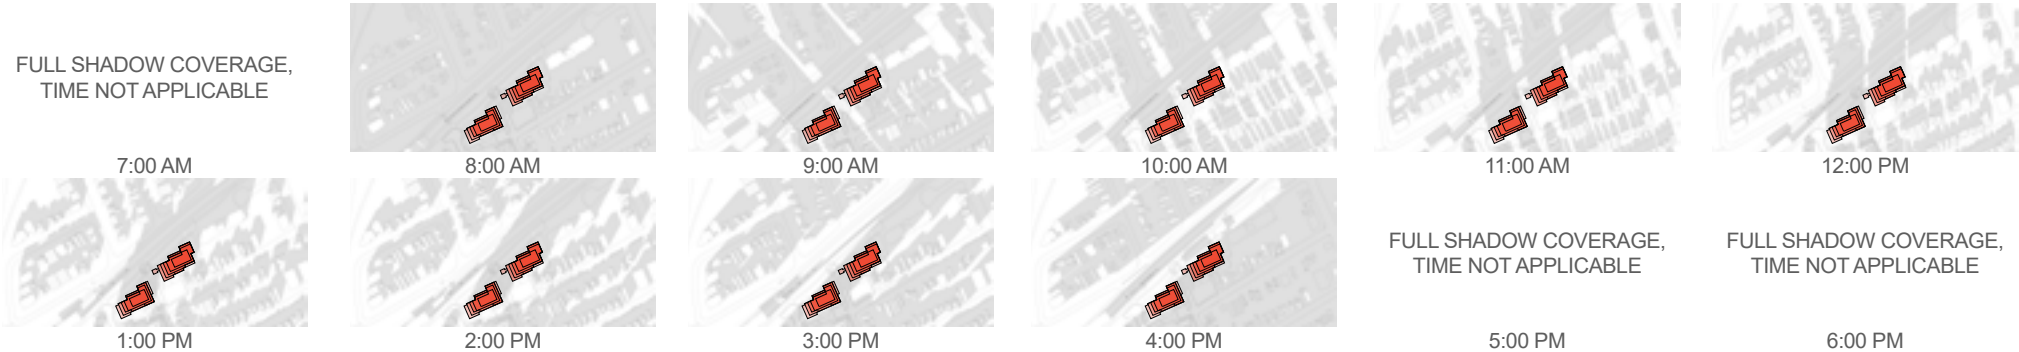 FULL SHADOW COVERAGE,
TIME NOT APPLICABLE
7:00 AM
8:00 AM
9:00 AM
10:00 AM
11:00 AM
12:00 PM
1:00 PM
2:00 PM
3:00 PM
4:00 PM
FULL SHADOW COVERAGE,
TIME NOT APPLICABLE
5:00 PM
FULL SHADOW COVERAGE,
TIME NOT APPLICABLE
6:00 PM